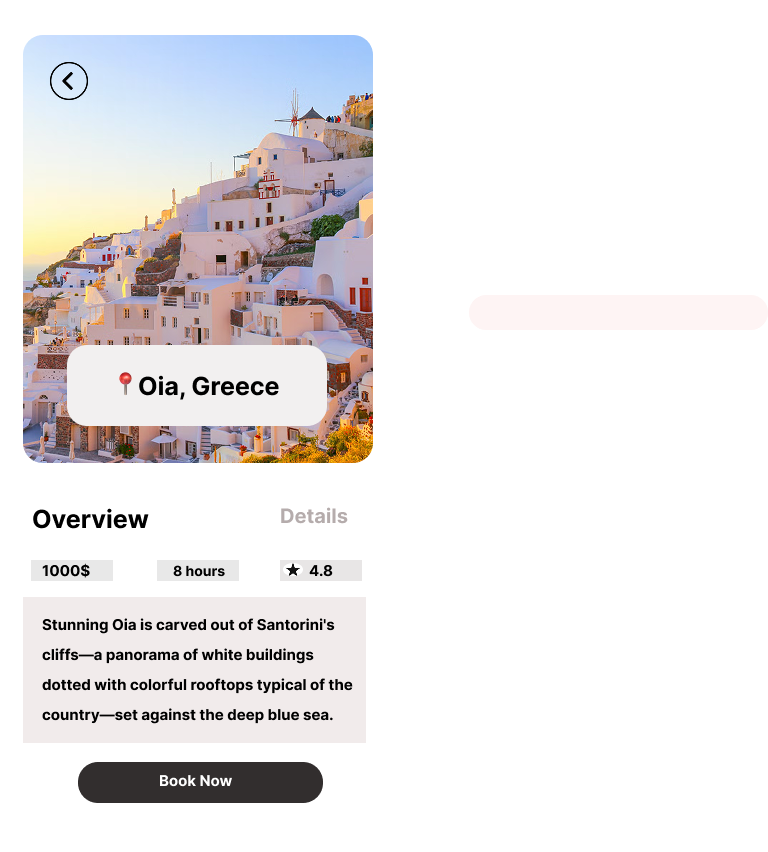 Oia, Greece
Overview
Details
1000$
8 hours
4.8
Stunning Oia is carved out of Santorini's
cliffs—a panorama of white buildings
dotted with colorful rooftops typical of the
country—set against the deep blue sea.
Book Now